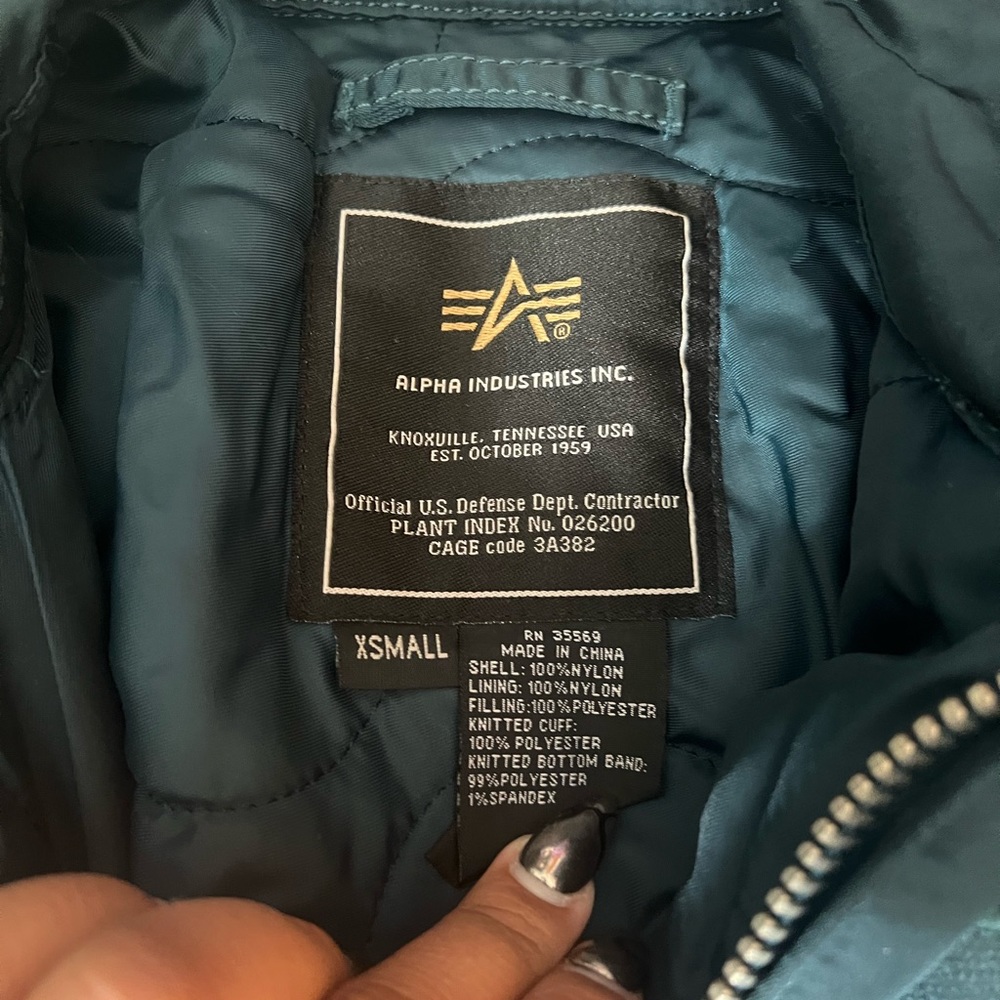 ®
ALPHA INDUSTRIES INC.
KNOXVILLE, TENNESSEE USA
EST. OCTOBER 1959
Official U.S. Defense Dept. Contractor
PLANT INDEX No. 026200
CAGE code 3A382
XSMALL
RN 35569
MADE IN CHINA
SHELL: 100%NYLON
LINING: 100%NYLON
FILLING:100%POLYESTER
KNITTED CUFF:
100% POLYESTER
KNITTED BOTTOM BAND:
99%POLYESTER
1%SPANDEX